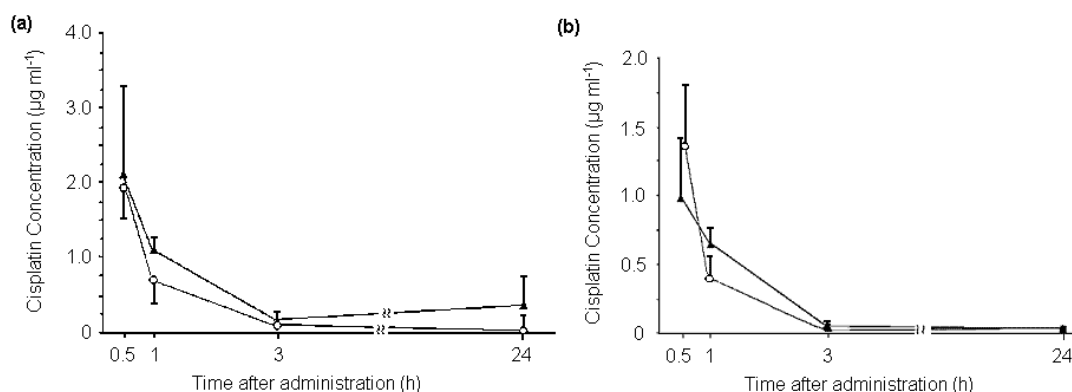 (a)
4.0
3.0
2.0
1.0
0
Cisplatin Concentration (µg ml-1)
0.5 1 3 24
Time after administration (h)
(b)
2.0
1.5
1.0
0.5
0
Cisplatin Concentration (µg ml-1)
0.5 1 3 24
Time after administration (h)